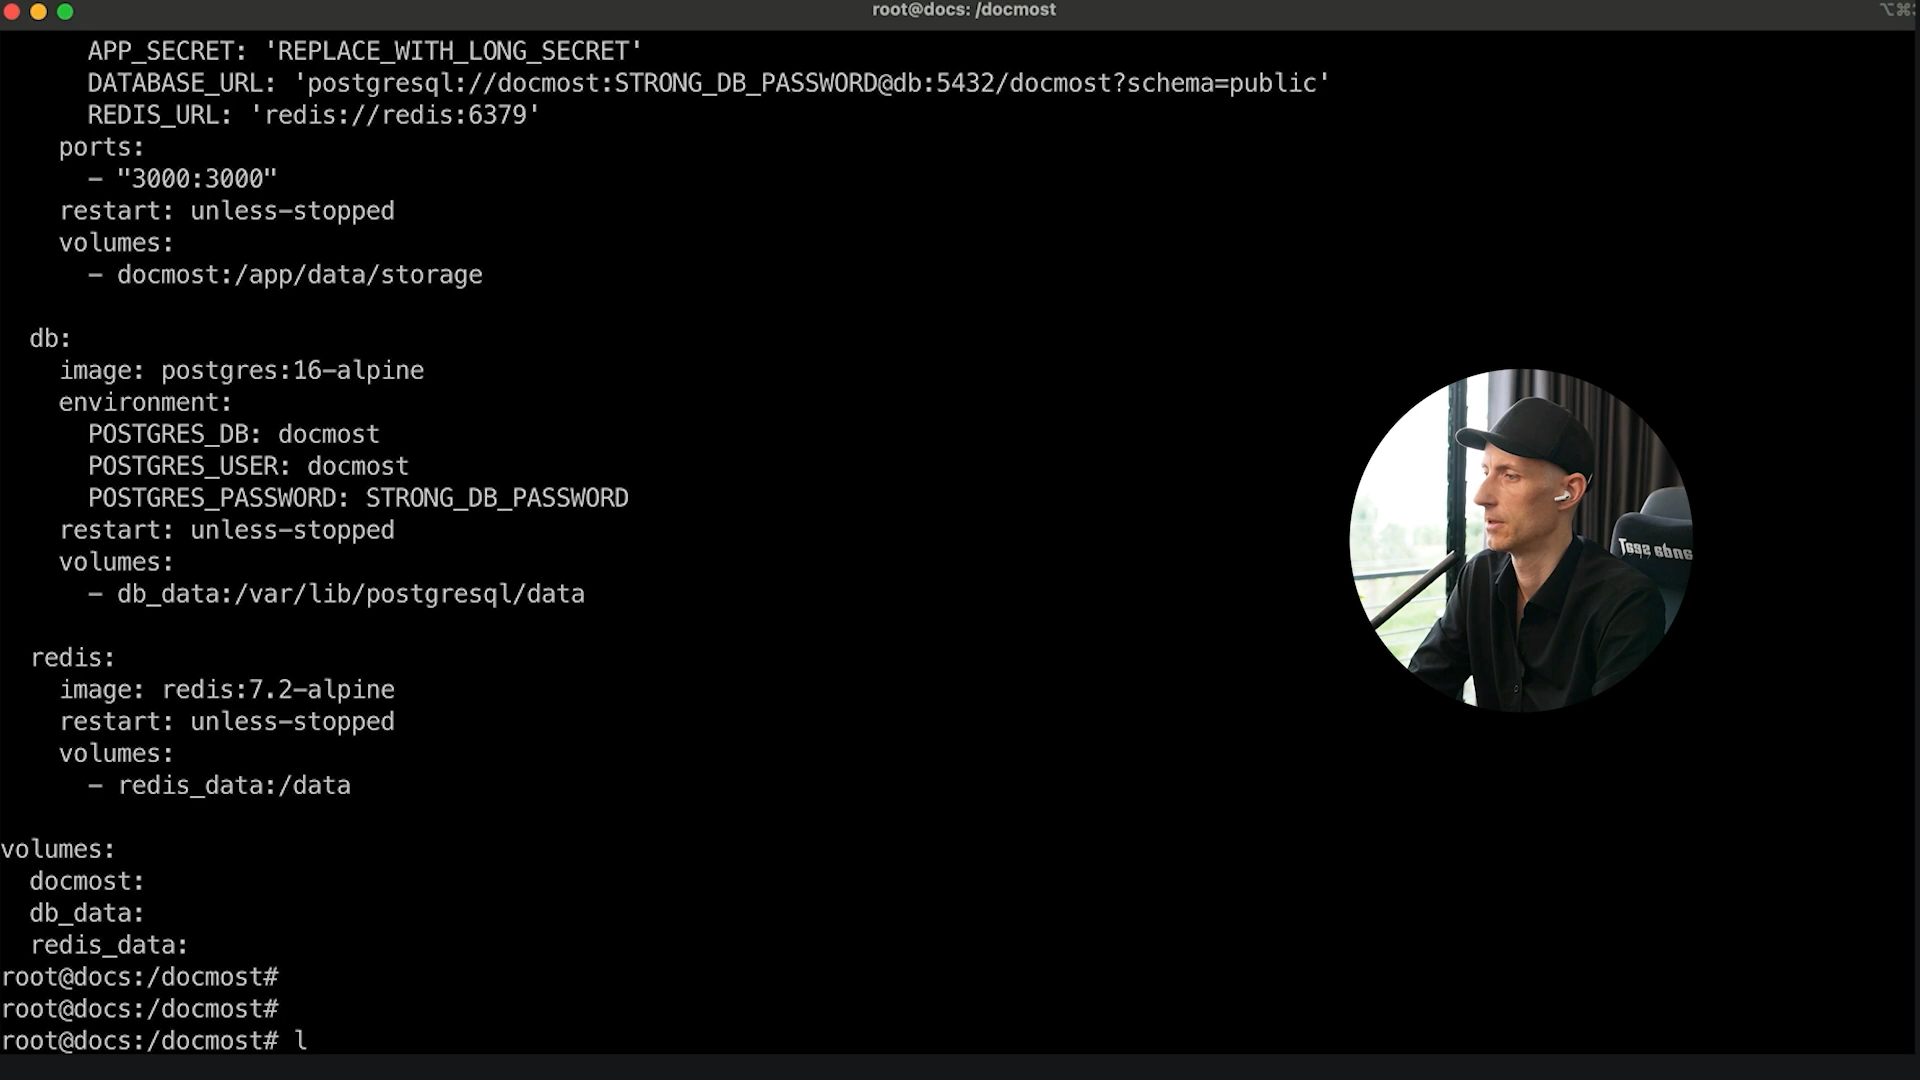 root@docs: /docmost
⌥⌘
APP_SECRET: 'REPLACE_WITH_LONG_SECRET'
DATABASE_URL: 'postgresql://docmost:STRONG_DB_PASSWORD@db:5432/docmost?schema=public'
REDIS_URL: 'redis://redis:6379'
ports:
- "3000:3000"
restart: unless-stopped
volumes:
- docmost:/app/data/storage
db:
image: postgres:16-alpine
environment:
POSTGRES_DB: docmost
POSTGRES_USER: docmost
POSTGRES_PASSWORD: STRONG_DB_PASSWORD
restart: unless-stopped
volumes:
- db_data:/var/lib/postgresql/data
redis:
image: redis:7.2-alpine
restart: unless-stopped
volumes:
- redis_data:/data
volumes:
docmost:
db_data:
redis_data:
root@docs:/docmost#
root@docs:/docmost#
root@docs:/docmost# l